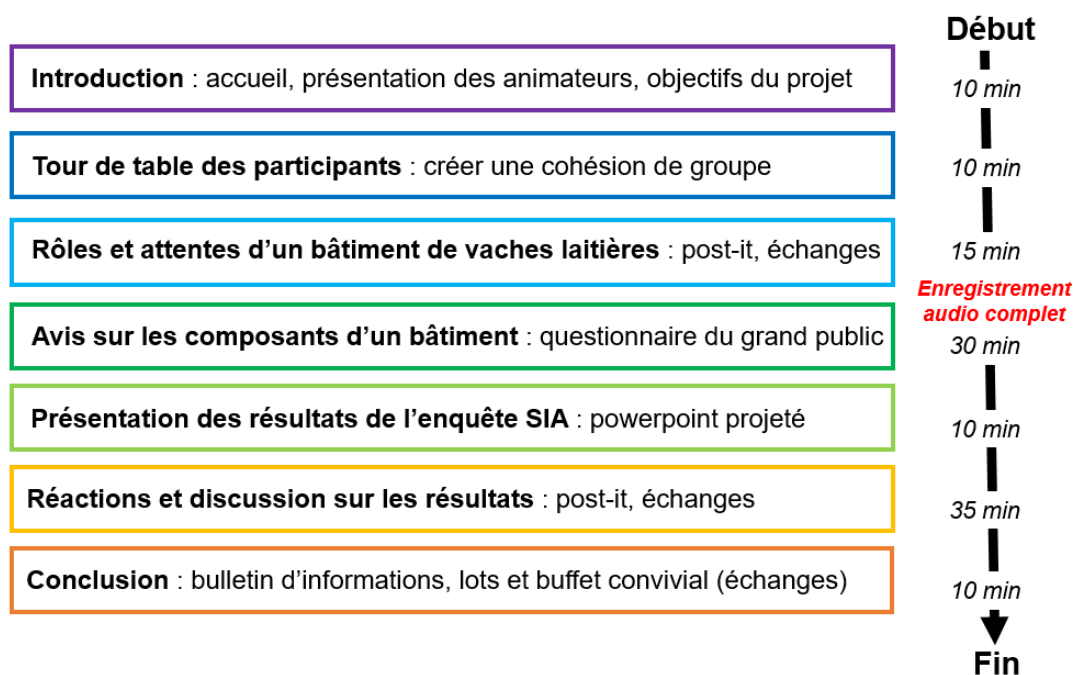 Début
Introduction : accueil, présentation des animateurs, objectifs du projet
10 min
Tour de table des participants : créer une cohésion de groupe
10 min
Rôles et attentes d’un bâtiment de vaches laitières : post-it, échanges
15 min
Enregistrement
audio complet
Avis sur les composants d’un bâtiment : questionnaire du grand public
30 min
Présentation des résultats de l’enquête SIA : powerpoint projeté
10 min
Réactions et discussion sur les résultats : post-it, échanges
35 min
Conclusion : bulletin d’informations, lots et buffet convivial (échanges)
10 min
Fin